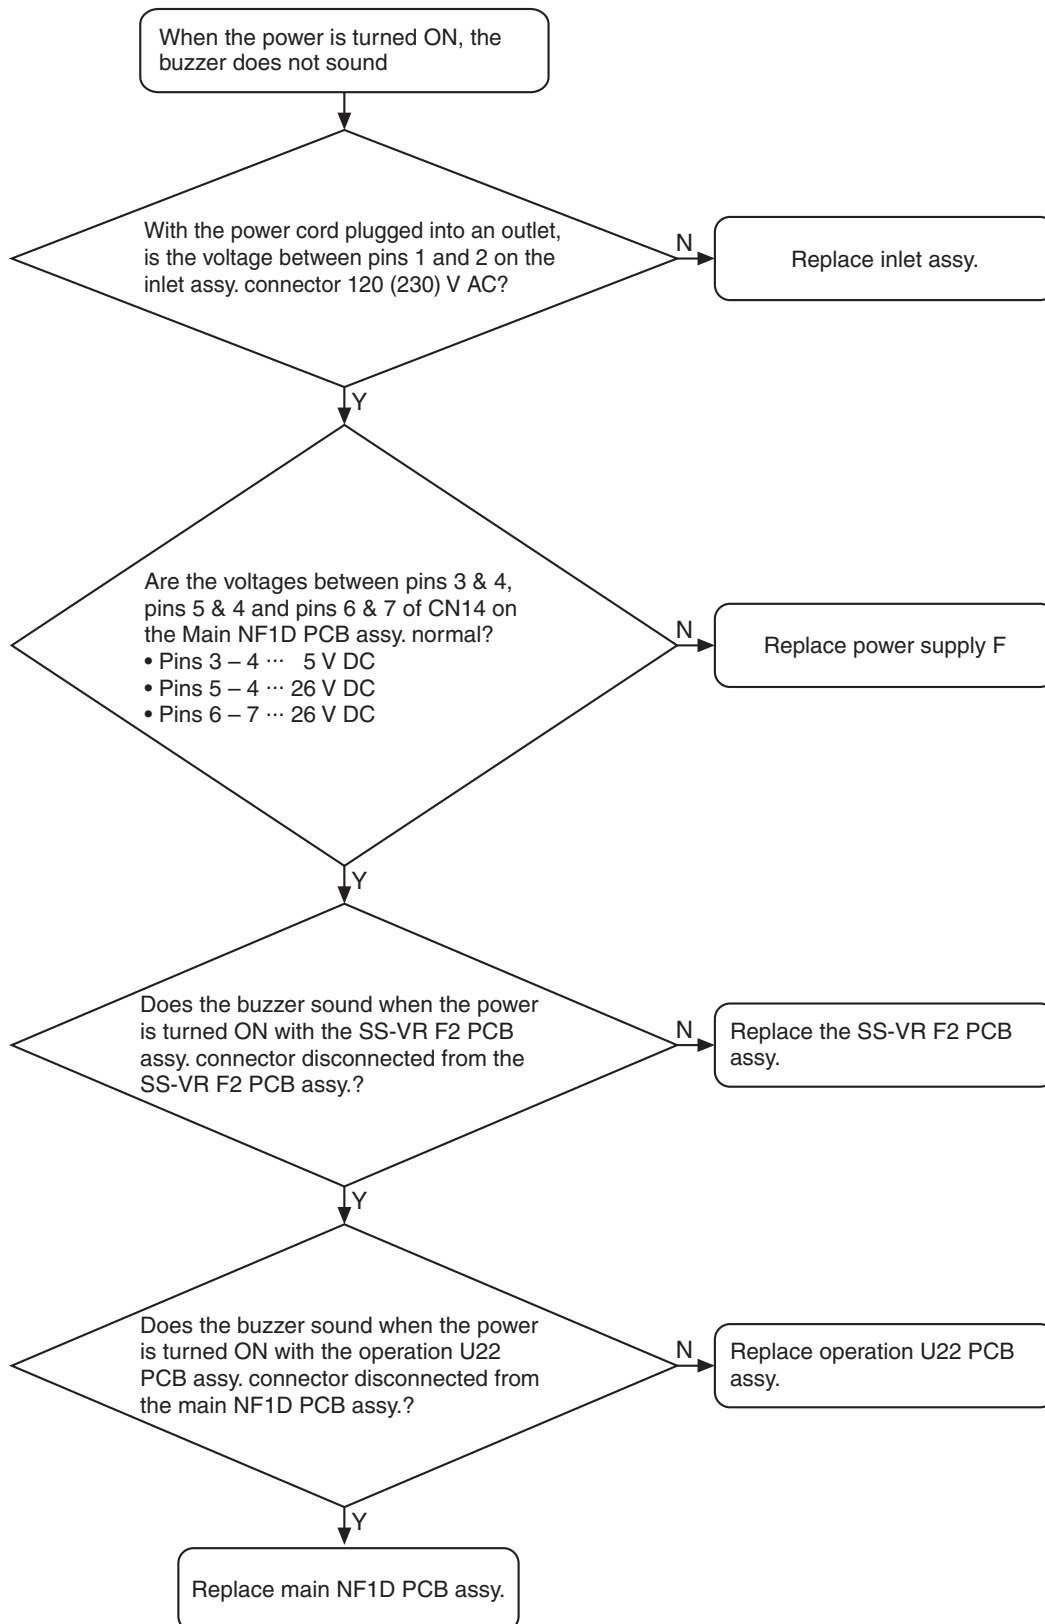 When the power is turned ON, the
buzzer does not sound
With the power cord plugged into an outlet,
is the voltage between pins 1 and 2 on the
inlet assy. connector 120 (230) V AC?
N
Replace inlet assy.
Y
Are the voltages between pins 3 & 4,
pins 5 & 4 and pins 6 & 7 of CN14 on
the Main NF1D PCB assy. normal?
• Pins 3 – 4 ··· 5 V DC
• Pins 5 – 4 ··· 26 V DC
• Pins 6 – 7 ··· 26 V DC
N
Replace power supply F
Y
Does the buzzer sound when the power
is turned ON with the SS-VR F2 PCB
assy. connector disconnected from the
SS-VR F2 PCB assy.?
N
Replace the SS-VR F2 PCB
assy.
Y
Does the buzzer sound when the power
is turned ON with the operation U22
PCB assy. connector disconnected from
the main NF1D PCB assy.?
N
Replace operation U22 PCB
assy.
Y
Replace main NF1D PCB assy.